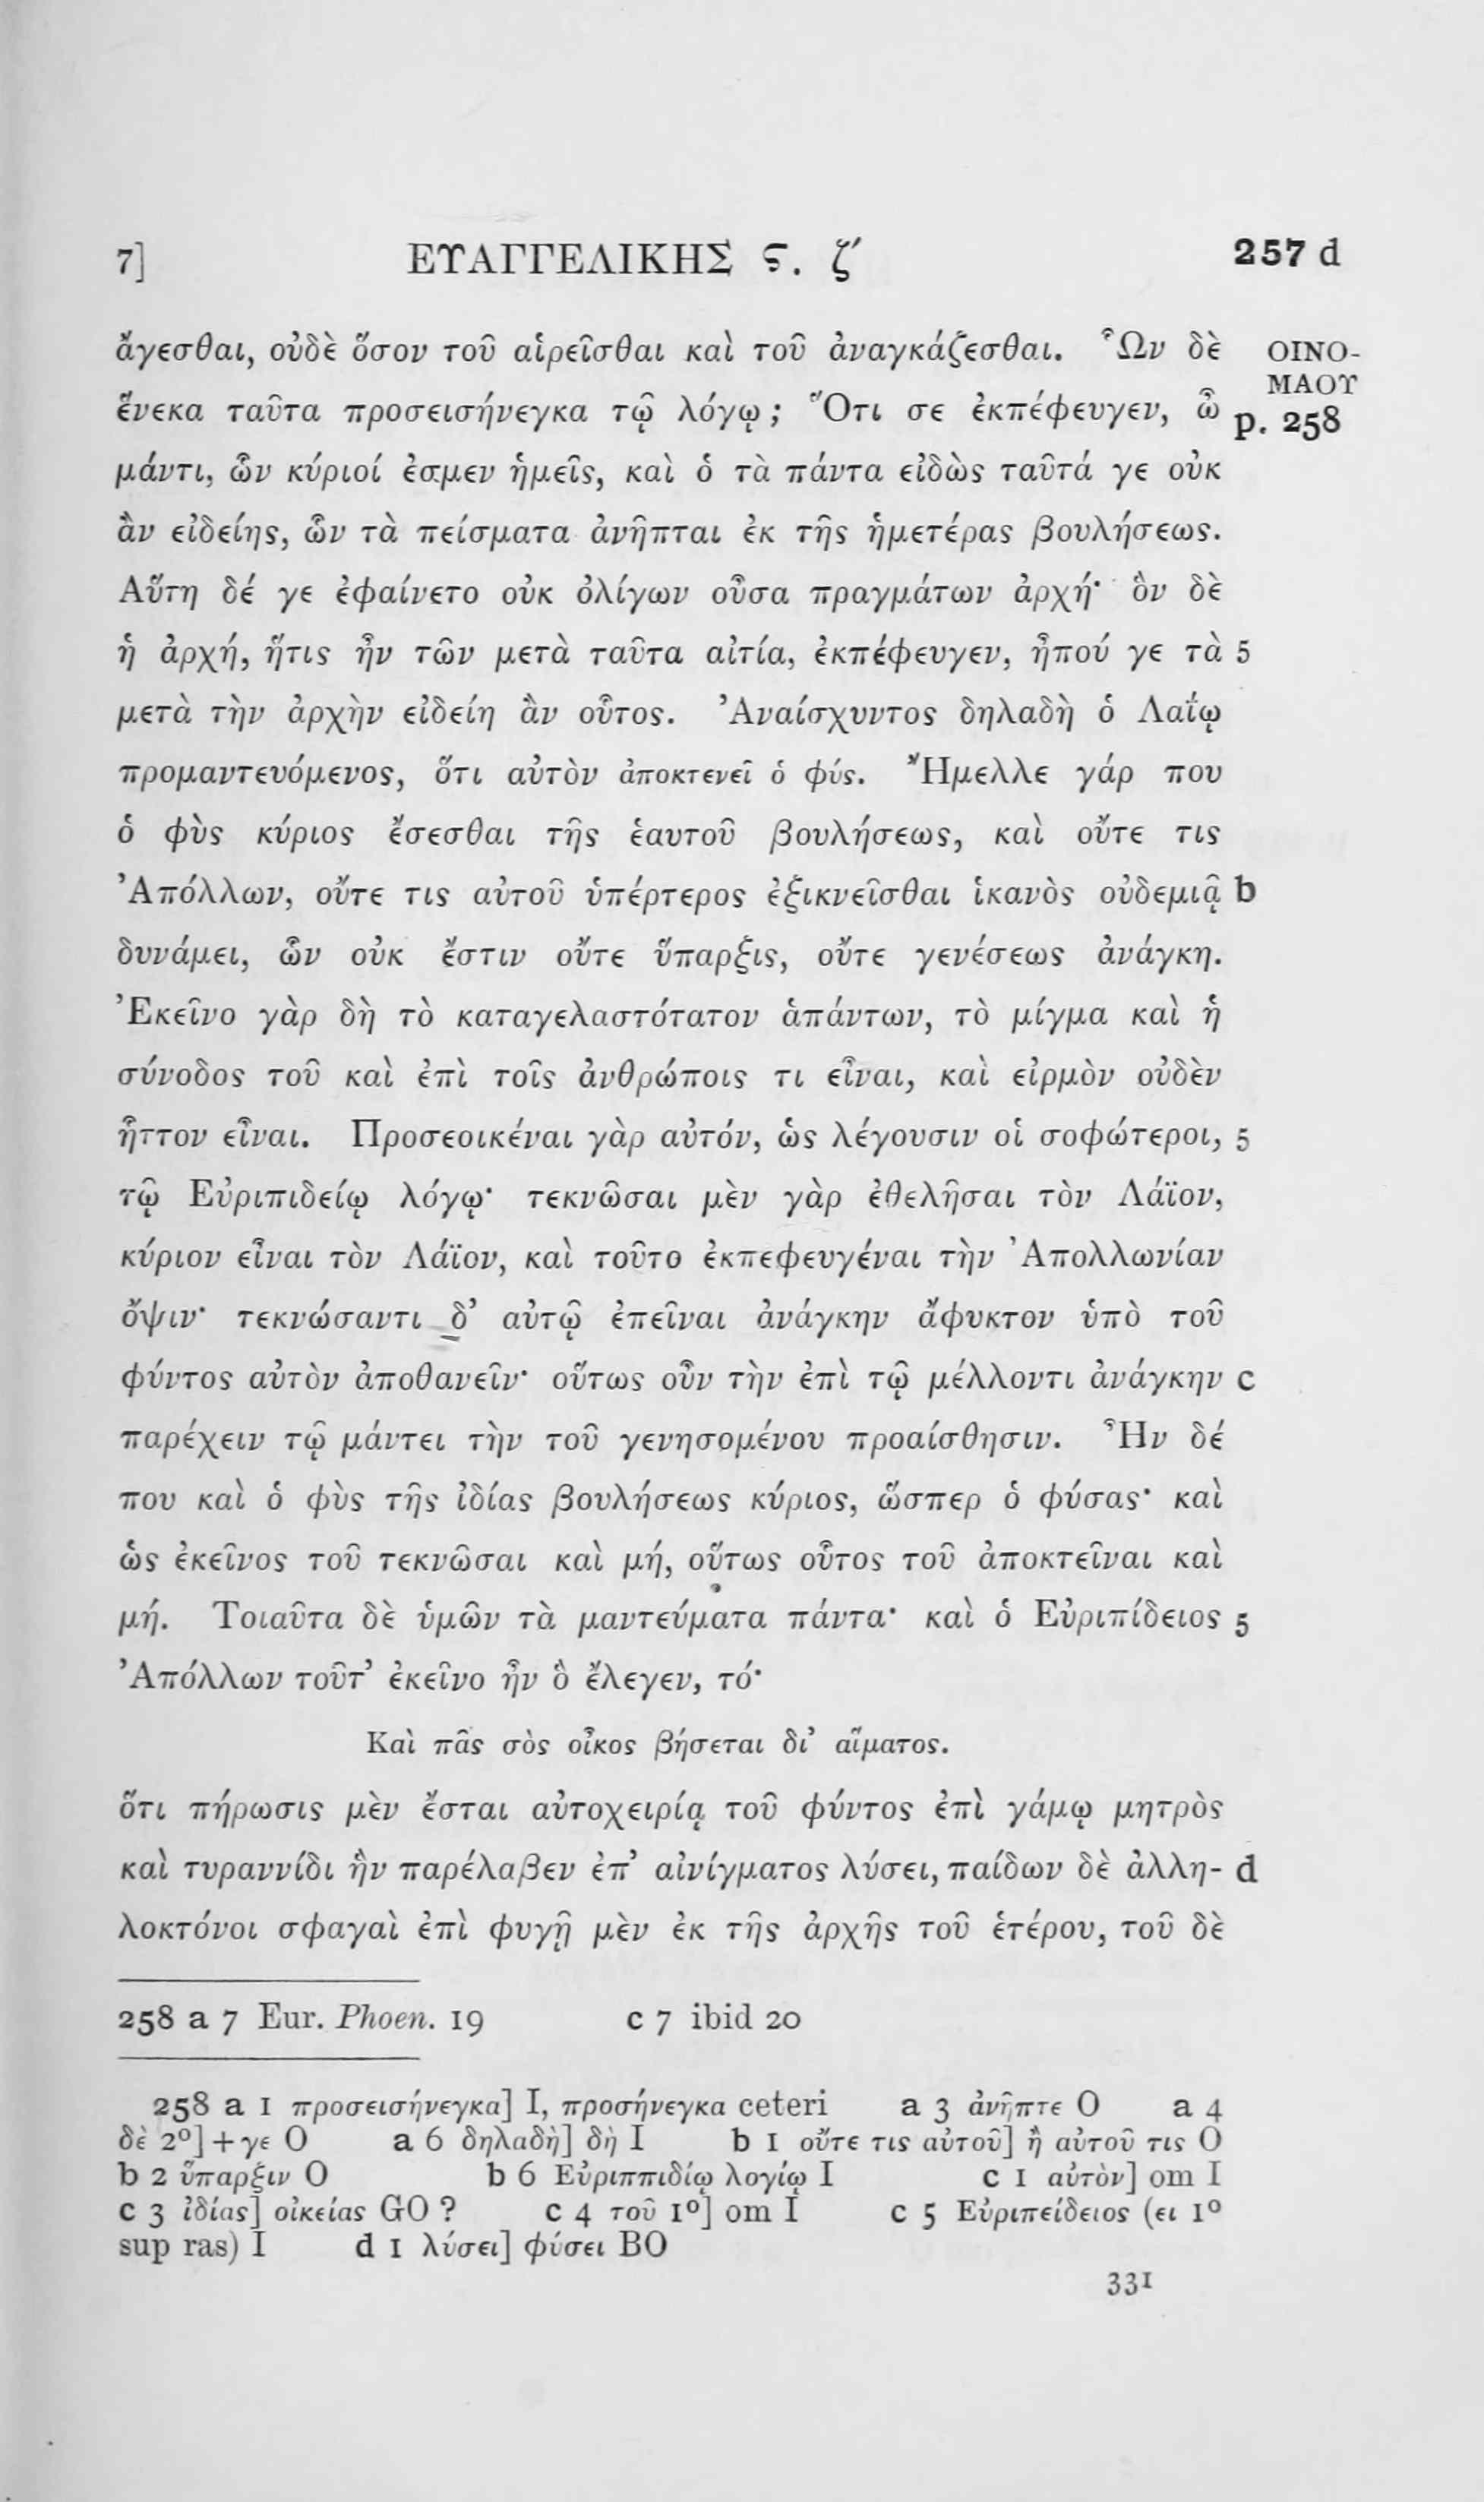 7] ΕΥΑΓΓΕΛΙΚΗΣ ϛ. ζ′ 257 d
ἄγεσθαι, οὐδὲ ὅσον τοῦ αἱρεῖσθαι καὶ τοῦ ἀναγκάζεσθαι. Ὧν δὲ ΟΙΝΟ-
ΜΑΟΥ
ἕνεκα ταῦτα προσεισήνεγκα τῷ λόγῳ; Ὅτι σε ἐκπέφευγεν, ὦ p. 258
μάντι, ὧν κύριοί ἐσμεν ἡμεῖς, καὶ ὁ τὰ πάντα εἰδὼς ταῦτά γε οὐκ
ἂν εἰδείης, ὧν τὰ πείσματα ἀνῆπται ἐκ τῆς ἡμετέρας βουλήσεως.
Αὕτη δέ γε ἐφαίνετο οὐκ ὀλίγων οὖσα πραγμάτων ἀρχή· ὃν δὲ
ἡ ἀρχή, ἥτις ἦν τῶν μετὰ ταῦτα αἰτία, ἐκπέφευγεν, ἦπού γε τὰ 5
μετὰ τὴν ἀρχὴν εἰδείη ἂν οὗτος. Ἀναίσχυντος δηλαδὴ ὁ Λαΐῳ
προμαντευόμενος, ὅτι αὐτὸν ἀποκτενεῖ ὁ φύς. Ἤμελλε γάρ που
ὁ φὺς κύριος ἔσεσθαι τῆς ἑαυτοῦ βουλήσεως, καὶ οὔτε τις
Ἀπόλλων, οὔτε τις αὐτοῦ ὑπέρτερος ἐξικνεῖσθαι ἱκανὸς οὐδεμιᾷ b
δυνάμει, ὧν οὐκ ἔστιν οὔτε ὕπαρξις, οὔτε γενέσεως ἀνάγκη.
Ἐκεῖνο γὰρ δὴ τὸ καταγελαστότατον ἁπάντων, τὸ μίγμα καὶ ἡ
σύνοδος τοῦ καὶ ἐπὶ τοῖς ἀνθρώποις τι εἶναι, καὶ εἱρμὸν οὐδὲν
ἧττον εἶναι. Προσεοικέναι γὰρ αὐτόν, ὡς λέγουσιν οἱ σοφώτεροι, 5
τῷ Εὐριπιδείῳ λόγῳ· τεκνῶσαι μὲν γὰρ ἐθελῆσαι τὸν Λάϊον,
κύριον εἶναι τὸν Λάϊον, καὶ τοῦτο ἐκπεφευγέναι τὴν Ἀπολλωνίαν
ὄψιν· τεκνώσαντι δ’ αὐτῷ ἐπεῖναι ἀνάγκην ἄφυκτον ὑπὸ τοῦ
φύντος αὐτὸν ἀποθανεῖν· οὕτως οὖν τὴν ἐπὶ τῷ μέλλοντι ἀνάγκην c
παρέχειν τῷ μάντει τὴν τοῦ γενησομένου προαίσθησιν. Ἦν δέ
που καὶ ὁ φὺς τῆς ἰδίας βουλήσεως κύριος, ὥσπερ ὁ φύσας· καὶ
ὡς ἐκεῖνος τοῦ τεκνῶσαι καὶ μή, οὕτως οὗτος τοῦ ἀποκτεῖναι καὶ
μή. Τοιαῦτα δὲ ὑμῶν τὰ μαντεύματα πάντα· καὶ ὁ Εὐριπίδειος 5
Ἀπόλλων τοῦτ’ ἐκεῖνο ἦν ὃ ἔλεγεν, τό·
Καὶ πᾶς σὸς οἶκος βήσεται δι’ αἵματος.
ὅτι πήρωσις μὲν ἔσται αὐτοχειρίᾳ τοῦ φύντος ἐπὶ γάμῳ μητρὸς
καὶ τυραννίδι ἣν παρέλαβεν ἐπ’ αἰνίγματος λύσει, παίδων δὲ ἀλλη- d
λοκτόνοι σφαγαὶ ἐπὶ φυγῇ μὲν ἐκ τῆς ἀρχῆς τοῦ ἑτέρου, τοῦ δὲ
258 a 7 Eur. Phoen. 19 c 7 ibid 20
258 a 1 προσεισήνεγκα] I, προσήνεγκα ceteri a 3 ἀνῆπτε O a 4
δὲ 2⁰] + γε O a 6 δηλαδὴ] δὴ I b 1 οὔτε τις αὐτοῦ] ἢ αὐτοῦ τις O
b 2 ὕπαρξιν O b 6 Εὐριππιδίῳ λογίῳ I c 1 αὐτὸν] om I
c 3 ἰδίας] οἰκείας GO ? c 4 τοῦ 1⁰] om I c 5 Εὐριπείδειος (ει 1⁰
sup ras) I d 1 λύσει] φύσει BO
331